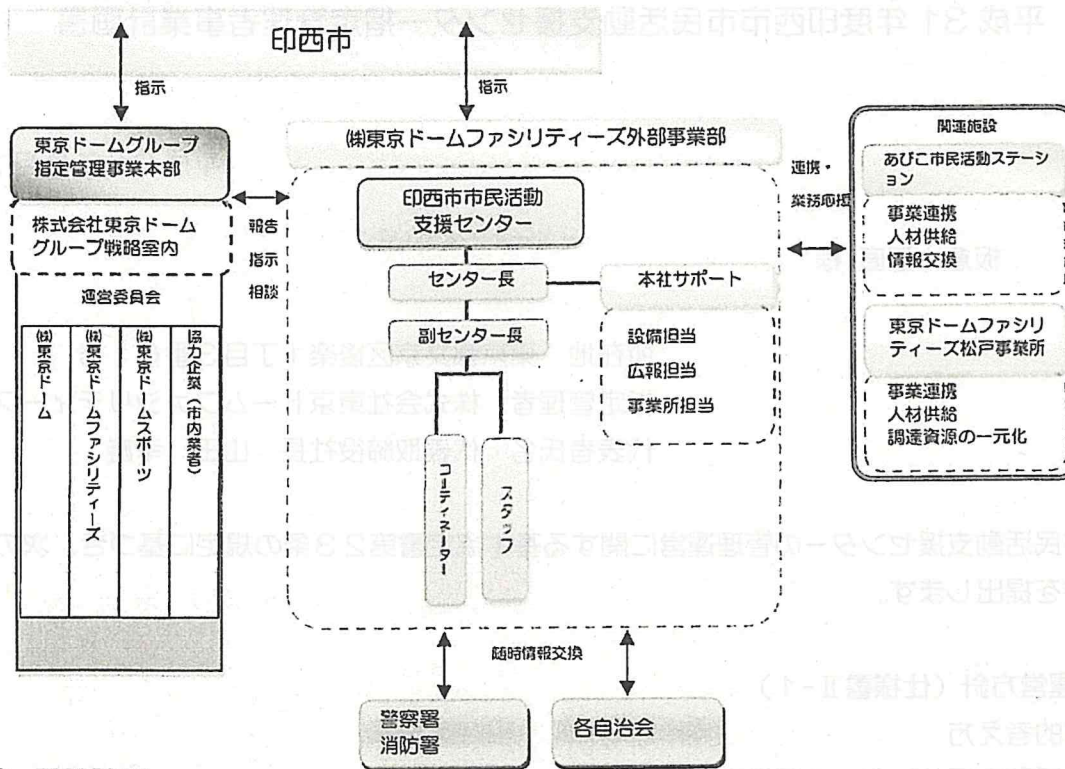 印西市
指示
指示
東京ドームグループ
指定管理事業本部
株式会社東京ドーム
グループ戦略室内
運営委員会
㈱東京ドーム
㈱東京ドームファシリティーズ
㈱東京ドームスポーツ
協力企業（市内業者）
報告
指示
相談
㈱東京ドームファシリティーズ外部事業部
印西市市民活動
支援センター
センター長
副センター長
コーディネーター
スタッフ
本社サポート
設備担当
広報担当
事業所担当
連携・
業務応援
関連施設
あびこ市民活動ステーシ
ョン
事業連携
人材供給
情報交換
東京ドームファシリ
ティーズ松戸事業所
事業連携
人材供給
調達資源の一元化
随時情報交換
警察署
消防署
各自治会